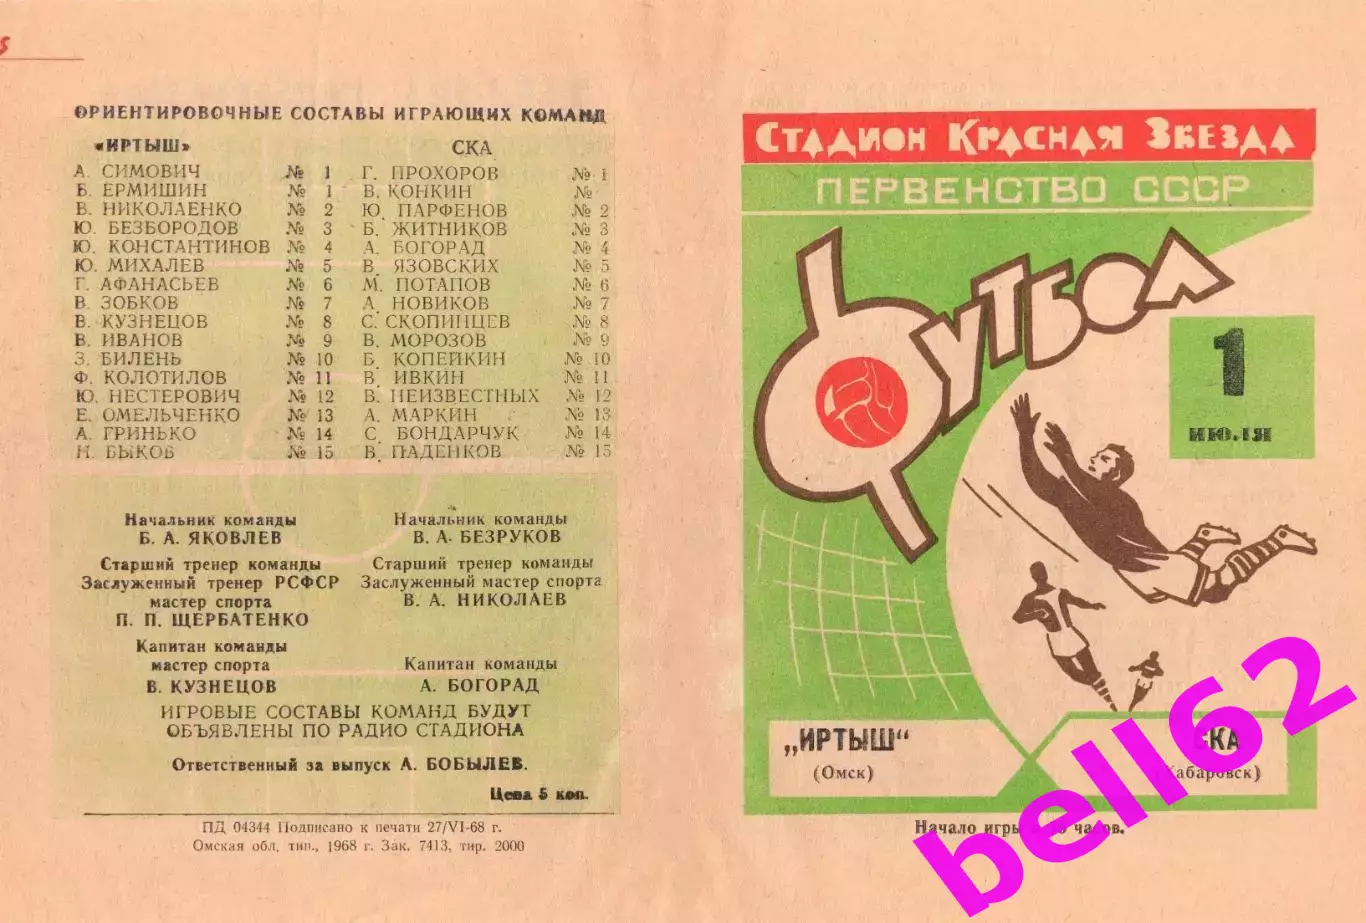 ОРИЕНТИРОВОЧНЫЕ СОСТАВЫ ИГРАЮЩИХ КОМАНД
«ИРТЫШ» СКА
А. СИМОВИЧ № 1 Г. ПРОХОРОВ № 1
Б. ЕРМИШИН № 1 В. КОНКИН №
В. НИКОЛАЕНКО № 2 Ю. ПАРФЕНОВ № 2
Ю. БЕЗБОРОДОВ № 3 Б. ЖИТНИКОВ № 3
Ю. КОНСТАНТИНОВ № 4 А. БОГОРАД № 4
Ю. МИХАЛЕВ № 5 В. ЯЗОВСКИХ № 5
Г. АФАНАСЬЕВ № 6 М. ПОТАПОВ № 6
В. ЗОБКОВ № 7 А. НОВИКОВ № 7
В. КУЗНЕЦОВ № 8 С. СКОПИНЦЕВ № 8
В. ИВАНОВ № 9 В. МОРОЗОВ № 9
З. БИЛЕНЬ № 10 Б. КОПЕЙКИН № 10
Ф. КОЛОТИЛОВ № 11 В. ИВКИН № 11
Ю. НЕСТЕРОВИЧ № 12 В. НЕИЗВЕСТНЫХ № 12
Е. ОМЕЛЬЧЕНКО № 13 А. МАРКИН № 13
А. ГРИНЬКО № 14 С. БОНДАРЧУК № 14
Н. БЫКОВ № 15 В. ПАДЕНКОВ № 15
Начальник команды Начальник команды
Б. А. ЯКОВЛЕВ В. А. БЕЗРУКОВ
Старший тренер команды Старший тренер команды
Заслуженный тренер РСФСР Заслуженный мастер спорта
мастер спорта В. А. НИКОЛАЕВ
П. П. ЩЕРБАТЕНКО
Капитан команды
мастер спорта Капитан команды
В. КУЗНЕЦОВ А. БОГОРАД
ИГРОВЫЕ СОСТАВЫ КОМАНД БУДУТ
ОБЪЯВЛЕНЫ ПО РАДИО СТАДИОНА
Ответственный за выпуск А. БОБЫЛЕВ.
Цена 5 коп.
ПД 04344 Подписано к печати 27/VI-68 г.
Омская обл. тип., 1968 г. Зак. 7413, тир. 2000
СТАДИОН КРАСНАЯ ЗВЕЗДА
ПЕРВЕНСТВО СССР
ФУТБОЛ
1
ИЮЛЯ
„ИРТЫШ" СКА
(Омск) (Хабаровск)
Начало игры часов.
bell62